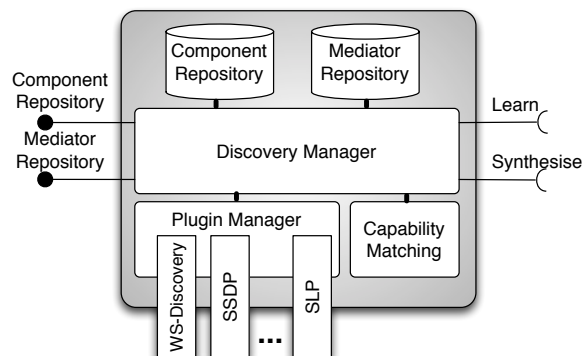 Component
Repository
Mediator
Repository
Component
Repository
Mediator
Repository
Discovery Manager
Learn
Synthesise
Plugin Manager
Capability
Matching
WS-Discovery
SSDP
...
SLP